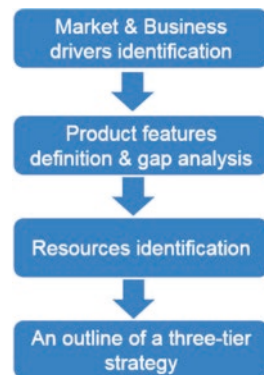 Market & Business
drivers identification
Product features
definition & gap analysis
Resources identification
An outline of a three-tier
strategy